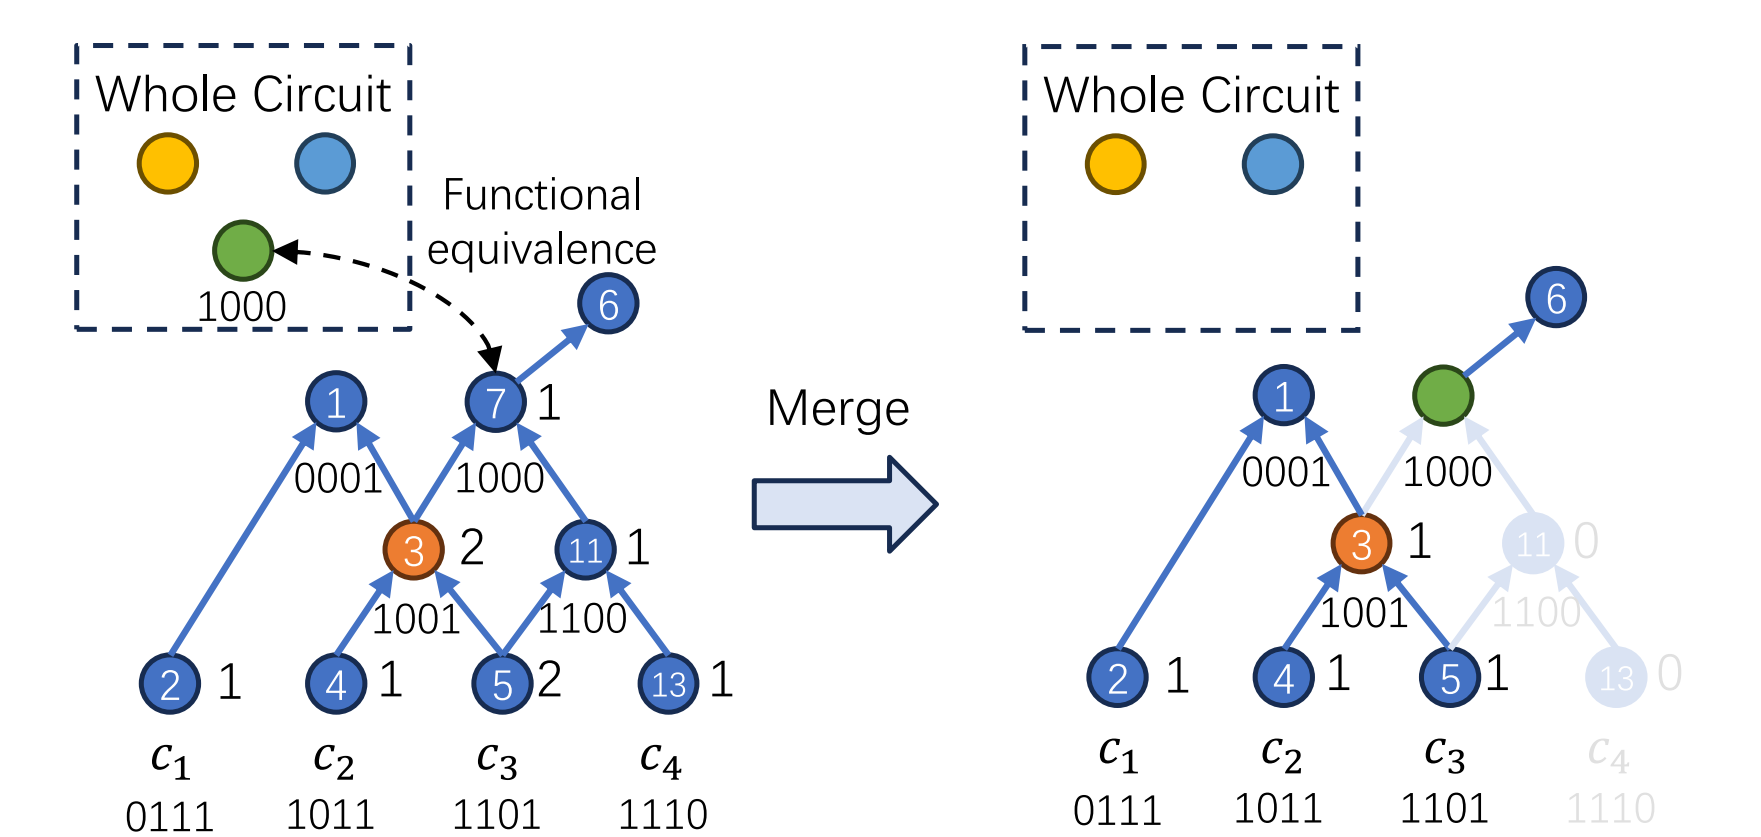 Whole Circuit
1000
Functional
equivalence
6
1
7 1
0001
1000
3 2
11 1
1001
1100
2 1
4 1
5 2
13 1
c1
c2
c3
c4
0111
1011
1101
1110
Merge
Whole Circuit
6
1
0001
1000
3 1
11 0
1001
1100
2 1
4 1
5 1
13 0
c1
c2
c3
c4
0111
1011
1101
1110